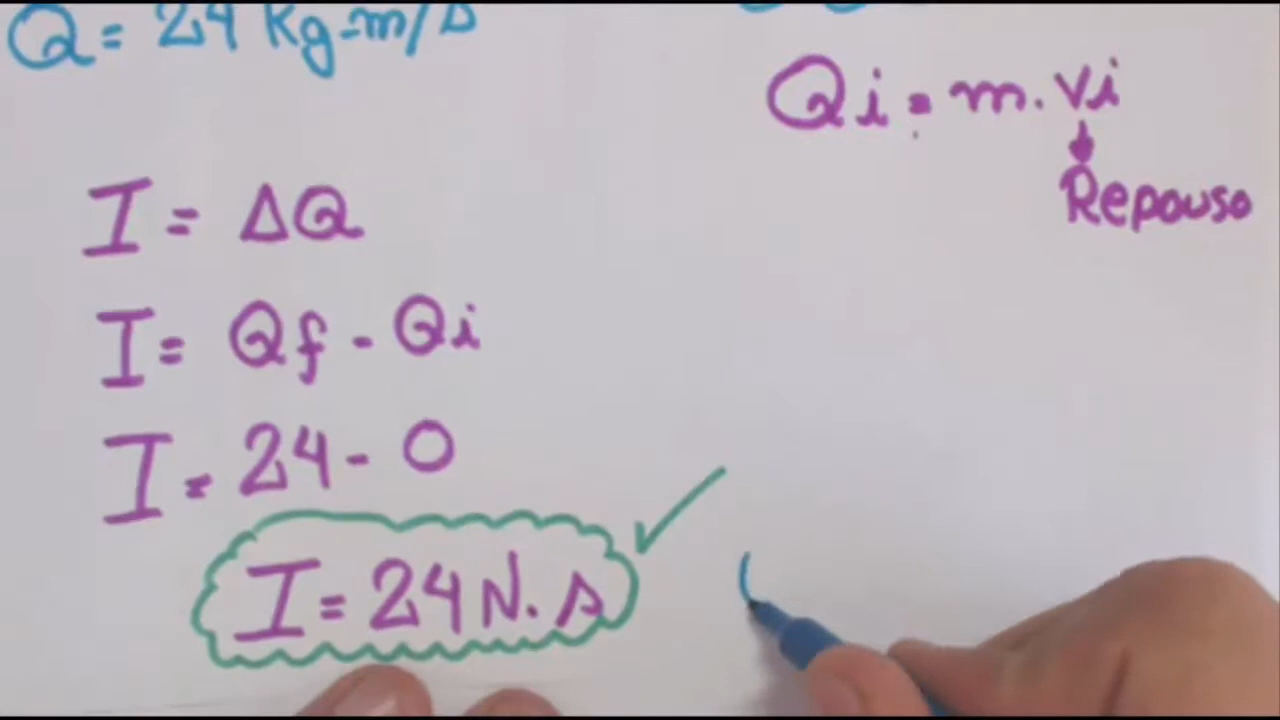 Q = 24 Kg-m/s
Qi = m. vi
Repouso
I = ΔQ
I = Qf - Qi
I = 24 - 0
I = 24 N. s